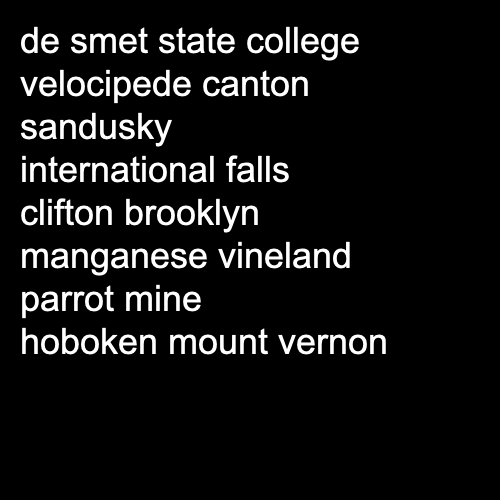 de smet state college
velocipede canton
sandusky
international falls
clifton brooklyn
manganese vineland
parrot mine
hoboken mount vernon